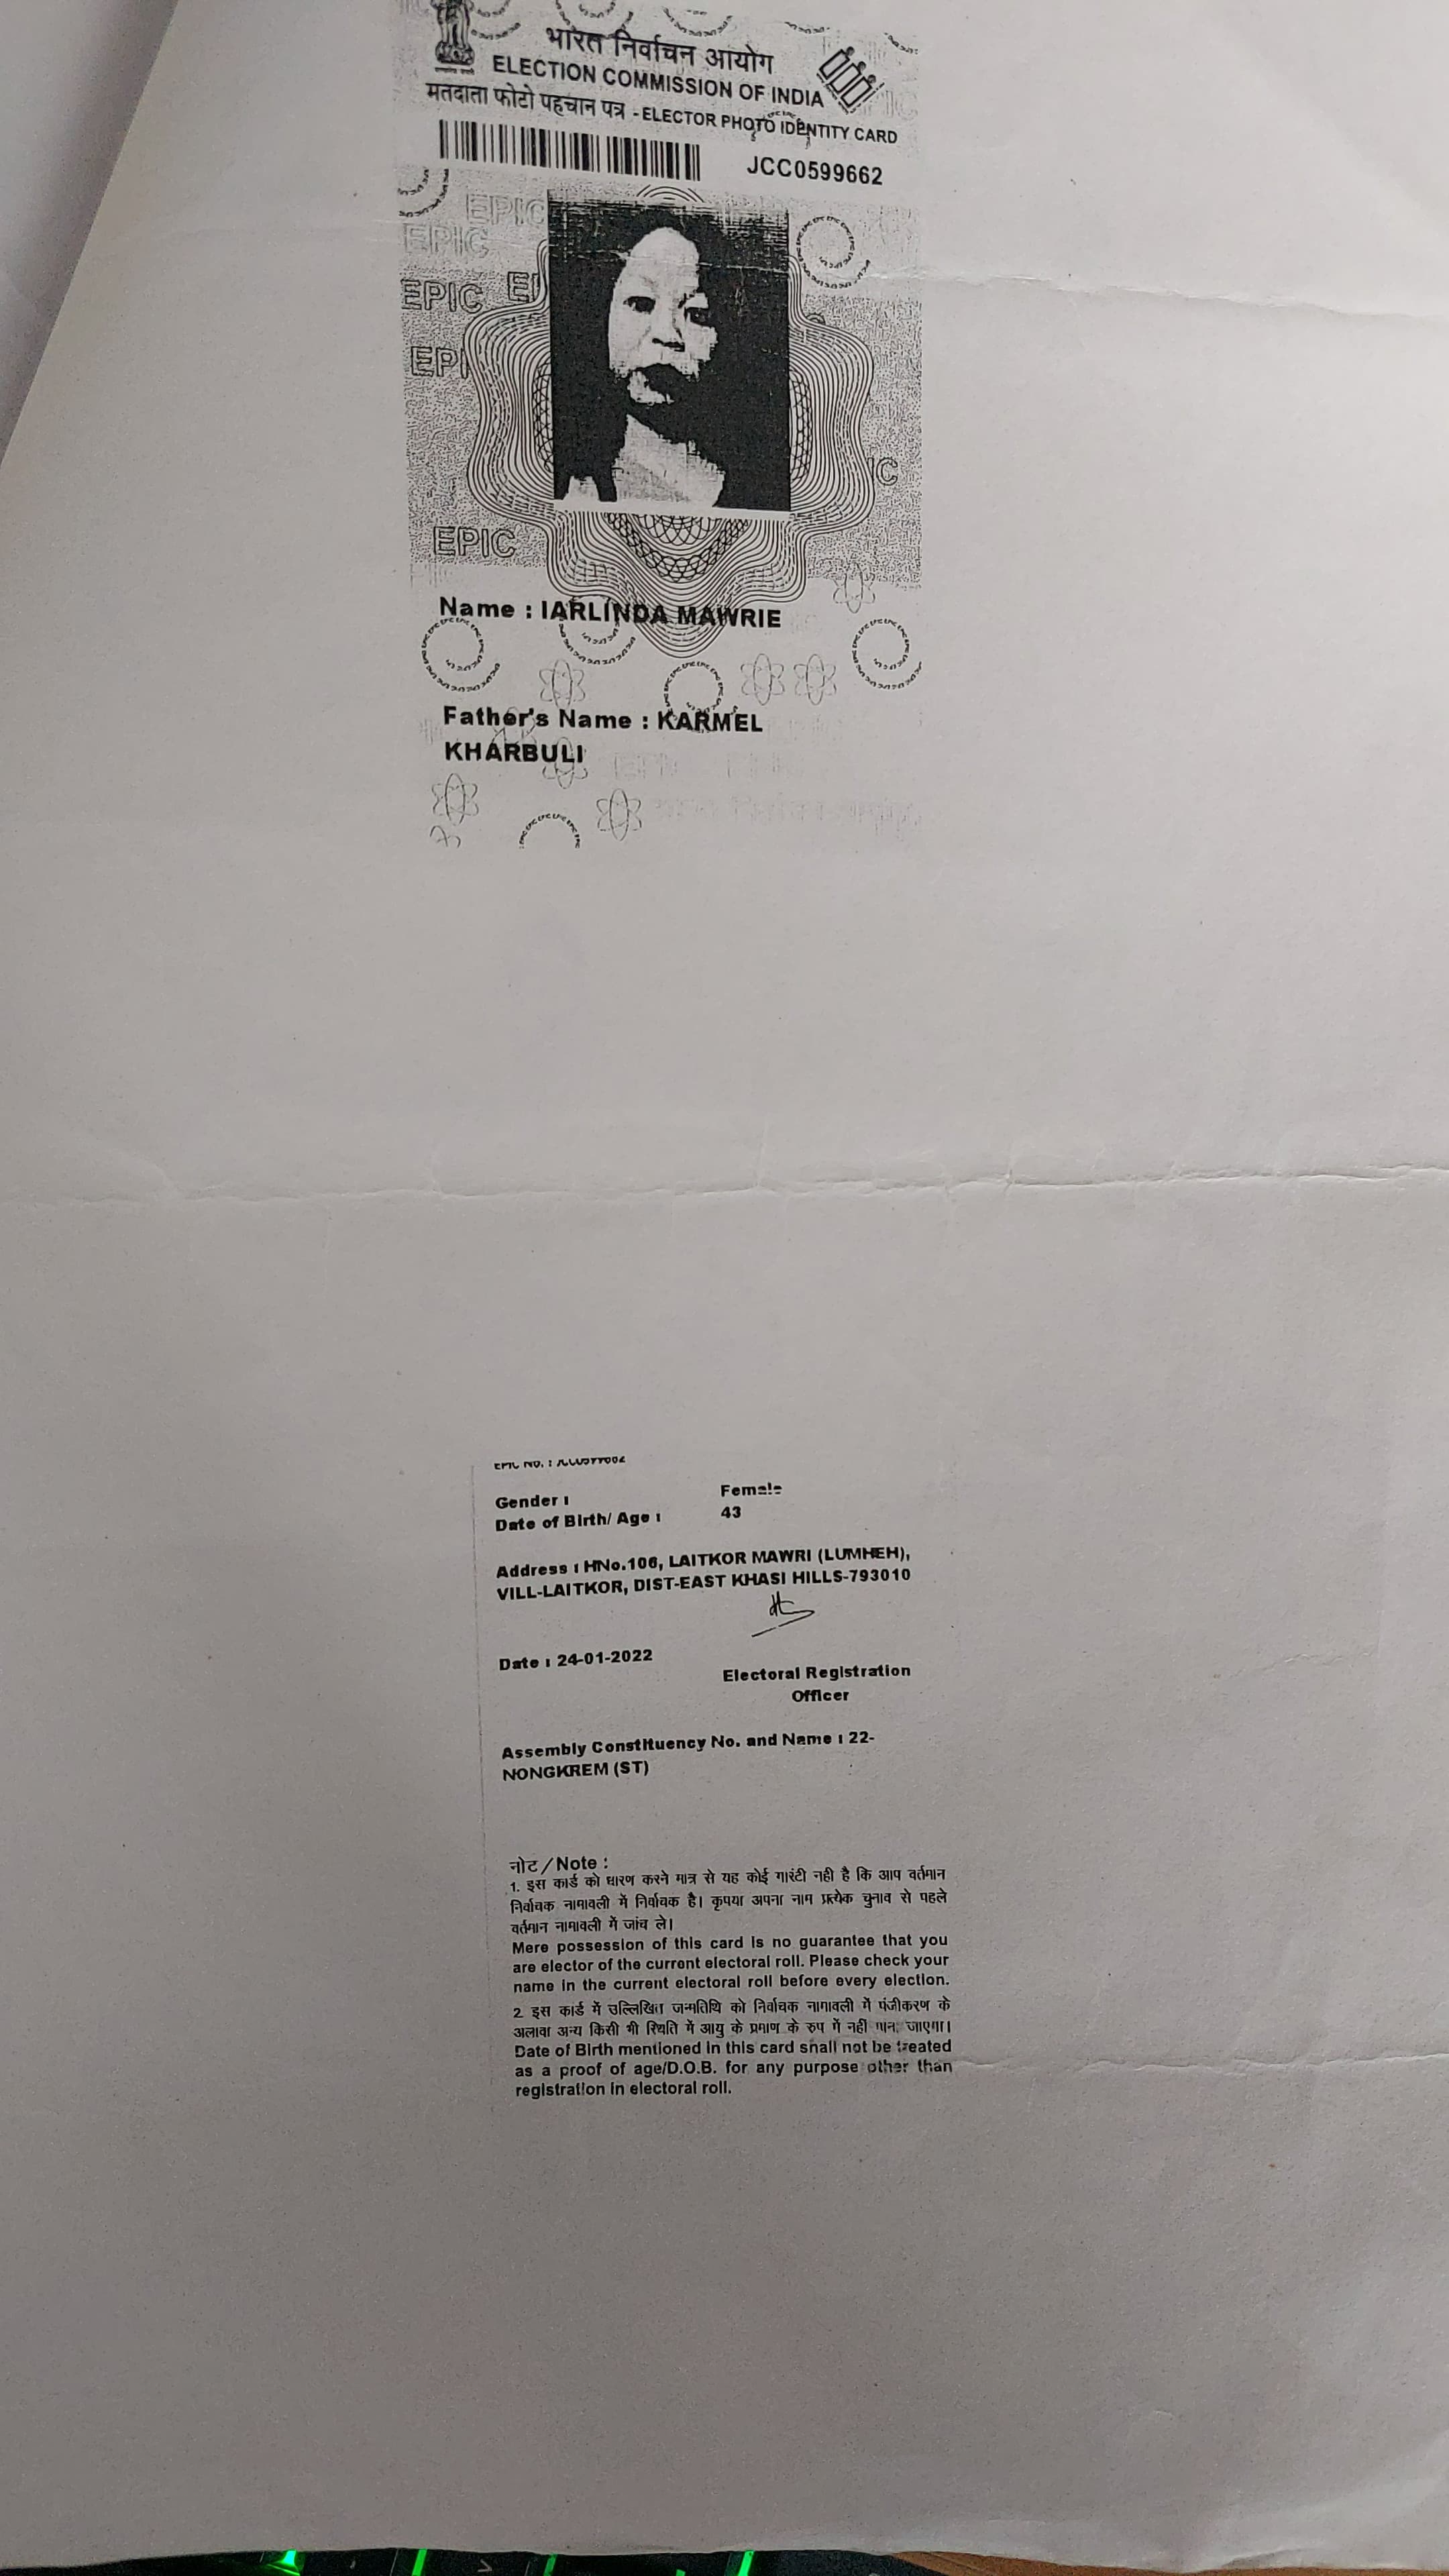 भारत निर्वाचन आयोग
ELECTION COMMISSION OF INDIA
मतदाता फोटो पहचान पत्र - ELECTOR PHOTO IDENTITY CARD
JCC0599662
EPIC
EPIC
EPIC
EPIC
Name : IARLINDA MAWRIE
Father's Name : KARMEL
KHARBULI
EPIC No. : JCC0599662
Gender : Female
Date of Birth/ Age : 43
Address : HNo.106, LAITKOR MAWRI (LUMHEH),
VILL-LAITKOR, DIST-EAST KHASI HILLS-793010
Date : 24-01-2022
Electoral Registration
Officer
Assembly Constituency No. and Name : 22-
NONGKREM (ST)
नोट / Note :
1. इस कार्ड को धारण करने मात्र से यह कोई गारंटी नही है कि आप वर्तमान
निर्वाचक नामावली में निर्वाचक है। कृपया अपना नाम प्रत्येक चुनाव से पहले
वर्तमान नामावली में जांच ले।
Mere possession of this card is no guarantee that you
are elector of the current electoral roll. Please check your
name in the current electoral roll before every election.
2. इस कार्ड में उल्लिखित जन्मतिथि को निर्वाचक नामावली में पंजीकरण के
अलावा अन्य किसी भी स्थिति में आयु के प्रमाण के रुप में नहीं माना जाएगा।
Date of Birth mentioned in this card shall not be treated
as a proof of age/D.O.B. for any purpose other than
registration in electoral roll.